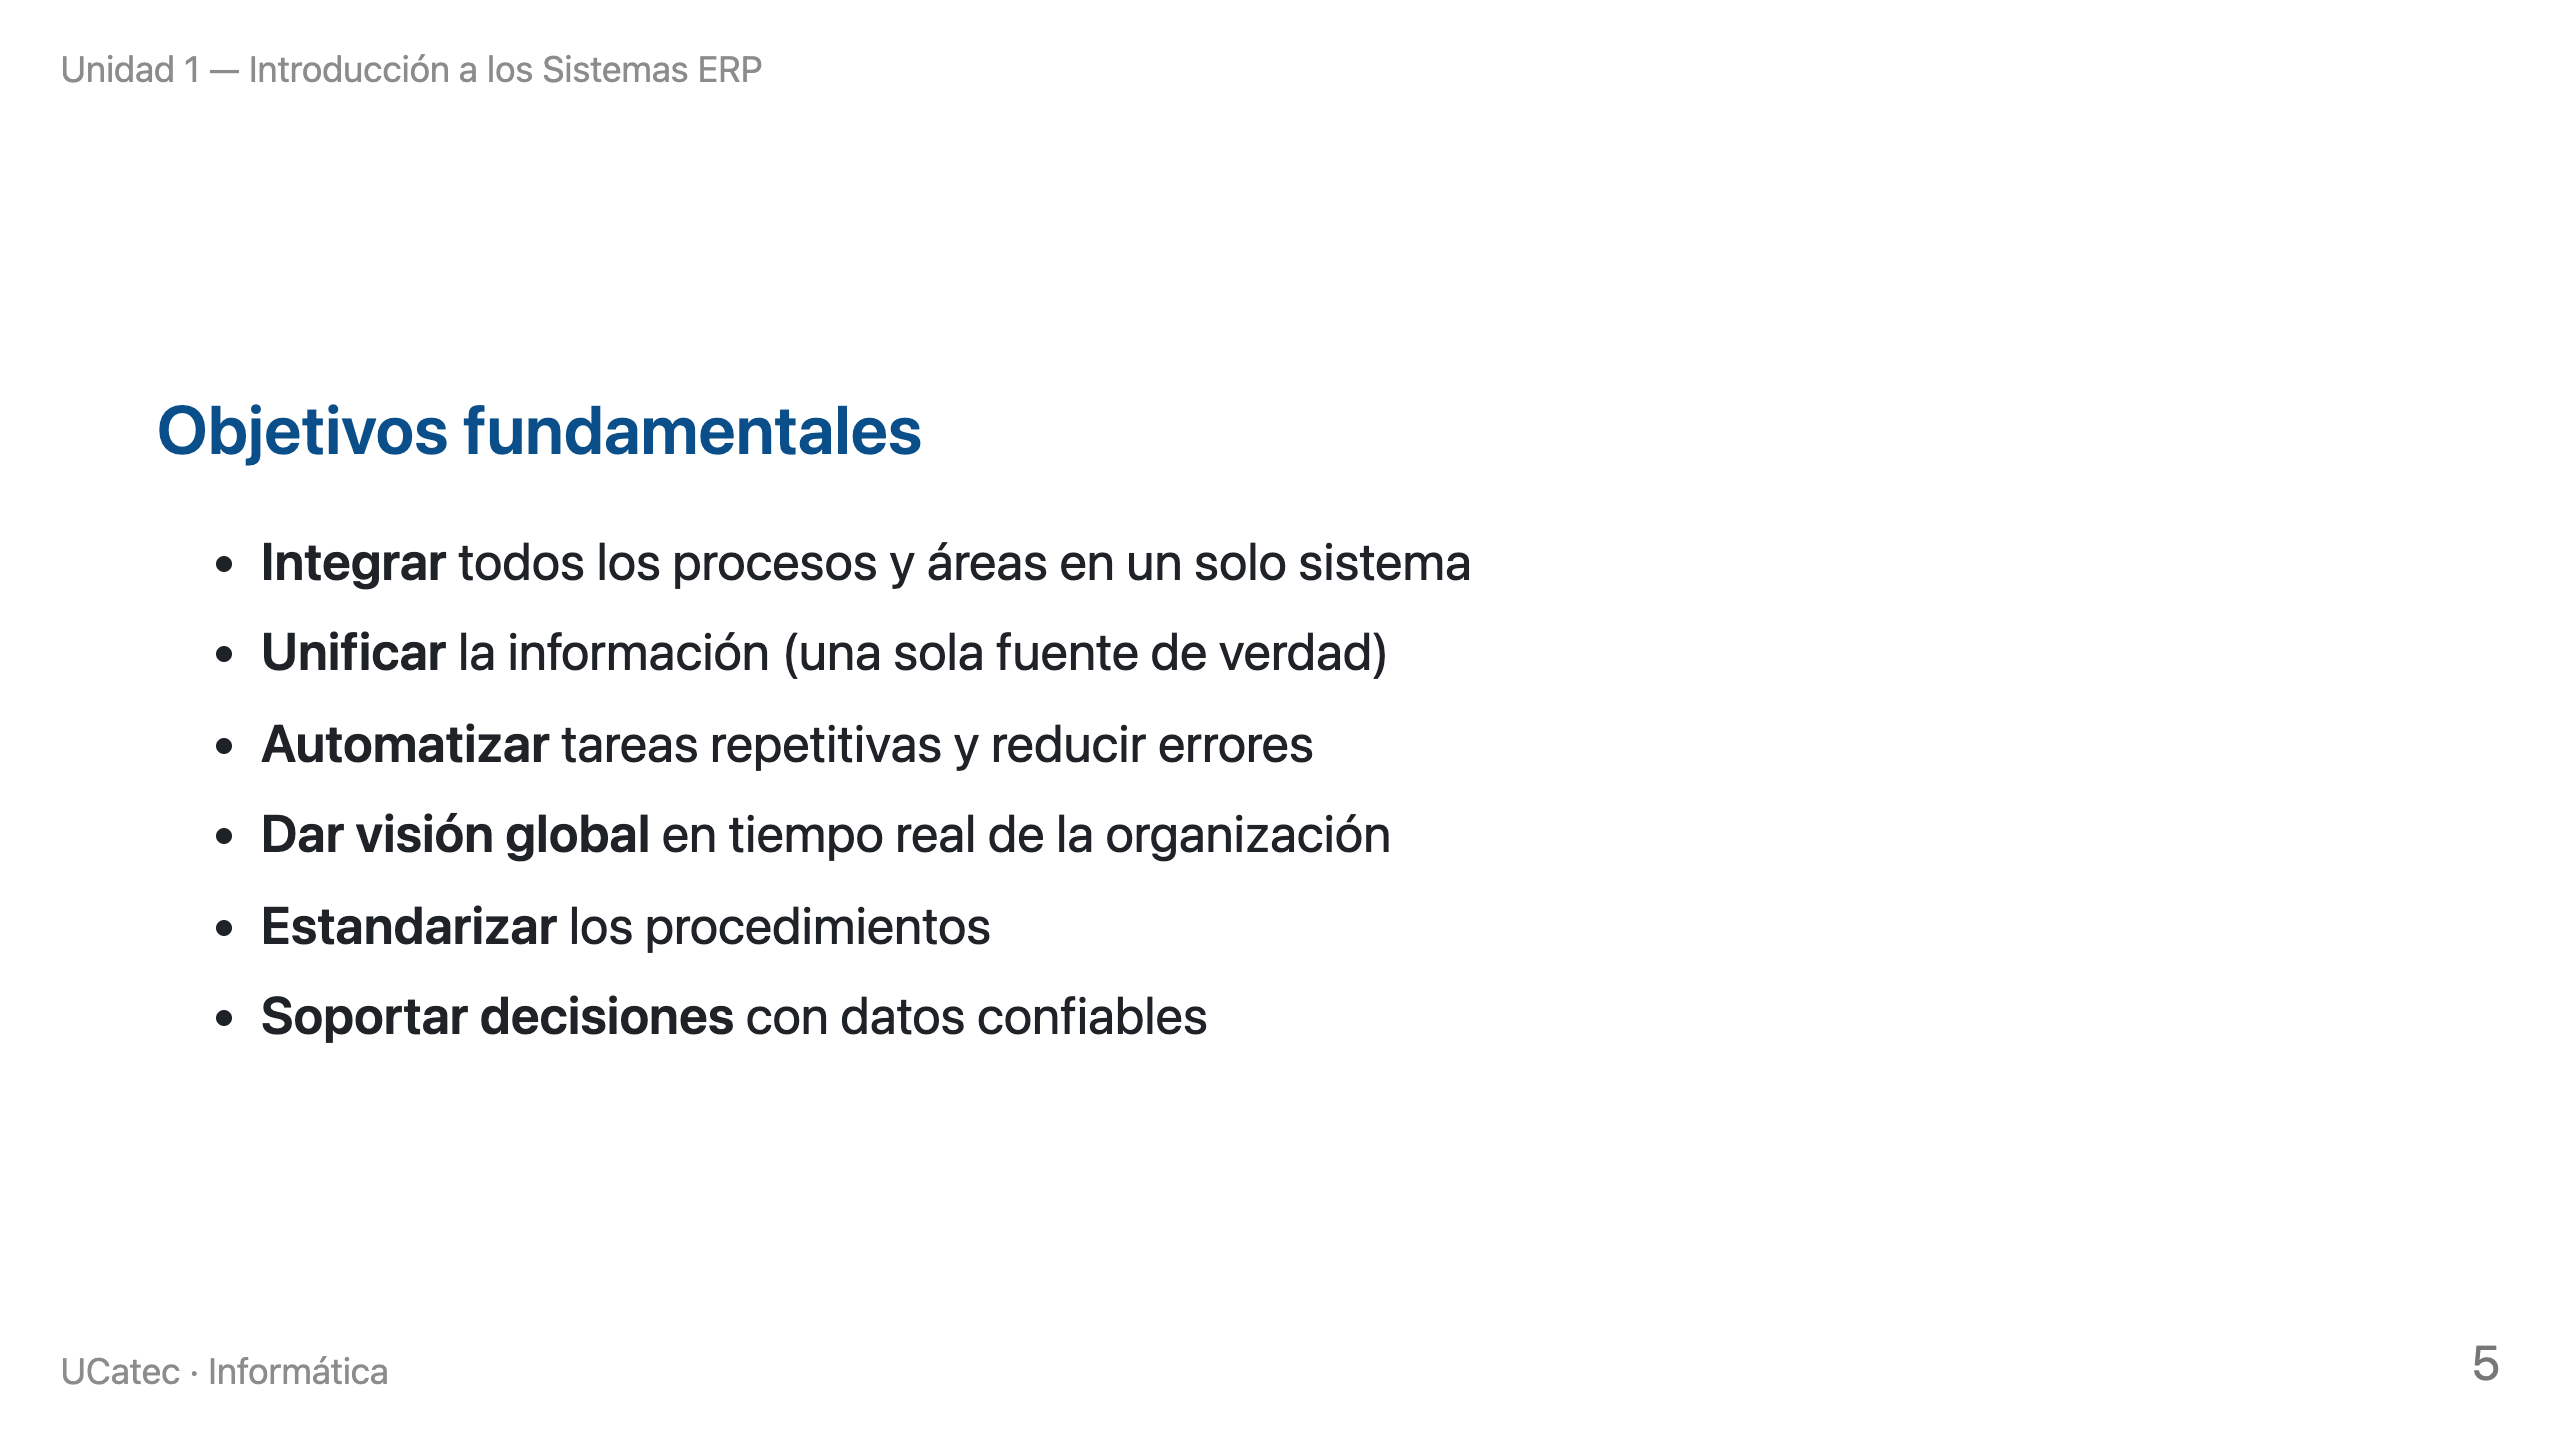 Unidad 1 — Introducción a los Sistemas ERP
Objetivos fundamentales
• Integrar todos los procesos y áreas en un solo sistema
• Unificar la información (una sola fuente de verdad)
• Automatizar tareas repetitivas y reducir errores
• Dar visión global en tiempo real de la organización
• Estandarizar los procedimientos
• Soportar decisiones con datos confiables
UCatec · Informática
5